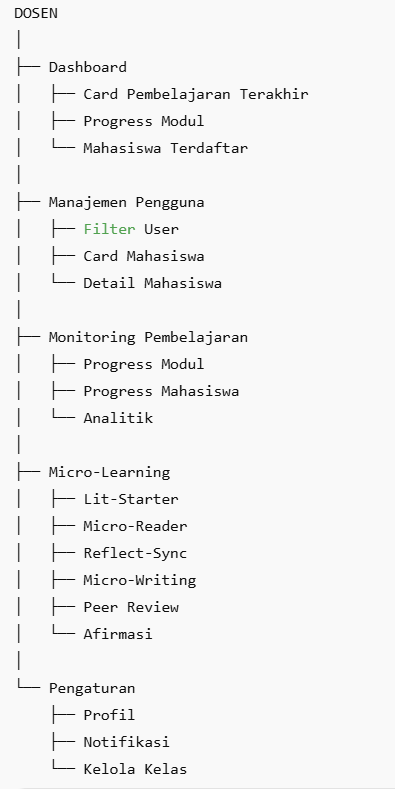 DOSEN
│
├── Dashboard
│   ├── Card Pembelajaran Terakhir
│   ├── Progress Modul
│   └── Mahasiswa Terdaftar
│
├── Manajemen Pengguna
│   ├── Filter User
│   ├── Card Mahasiswa
│   └── Detail Mahasiswa
│
├── Monitoring Pembelajaran
│   ├── Progress Modul
│   ├── Progress Mahasiswa
│   └── Analitik
│
├── Micro-Learning
│   ├── Lit-Starter
│   ├── Micro-Reader
│   ├── Reflect-Sync
│   ├── Micro-Writing
│   ├── Peer Review
│   └── Afirmasi
│
└── Pengaturan
    ├── Profil
    ├── Notifikasi
    └── Kelola Kelas